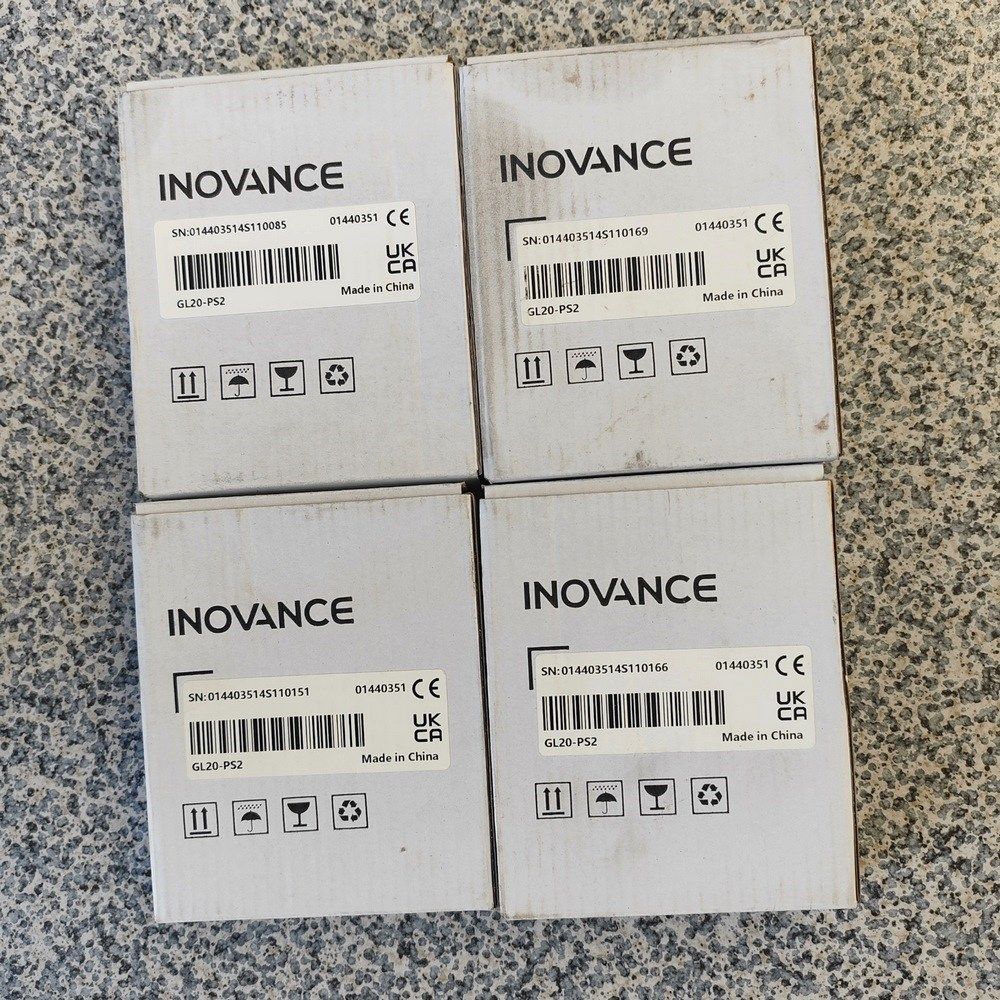 INOVANCE
SN:014403514S110085 01440351 CE
UK
CA
GL20-PS2 Made in China
INOVANCE
SN:014403514S110169 01440351 CE
UK
CA
GL20-PS2 Made in China
INOVANCE
SN:014403514S110151 01440351 CE
UK
CA
GL20-PS2 Made in China
INOVANCE
SN:014403514S110166 01440351 CE
UK
CA
GL20-PS2 Made in China